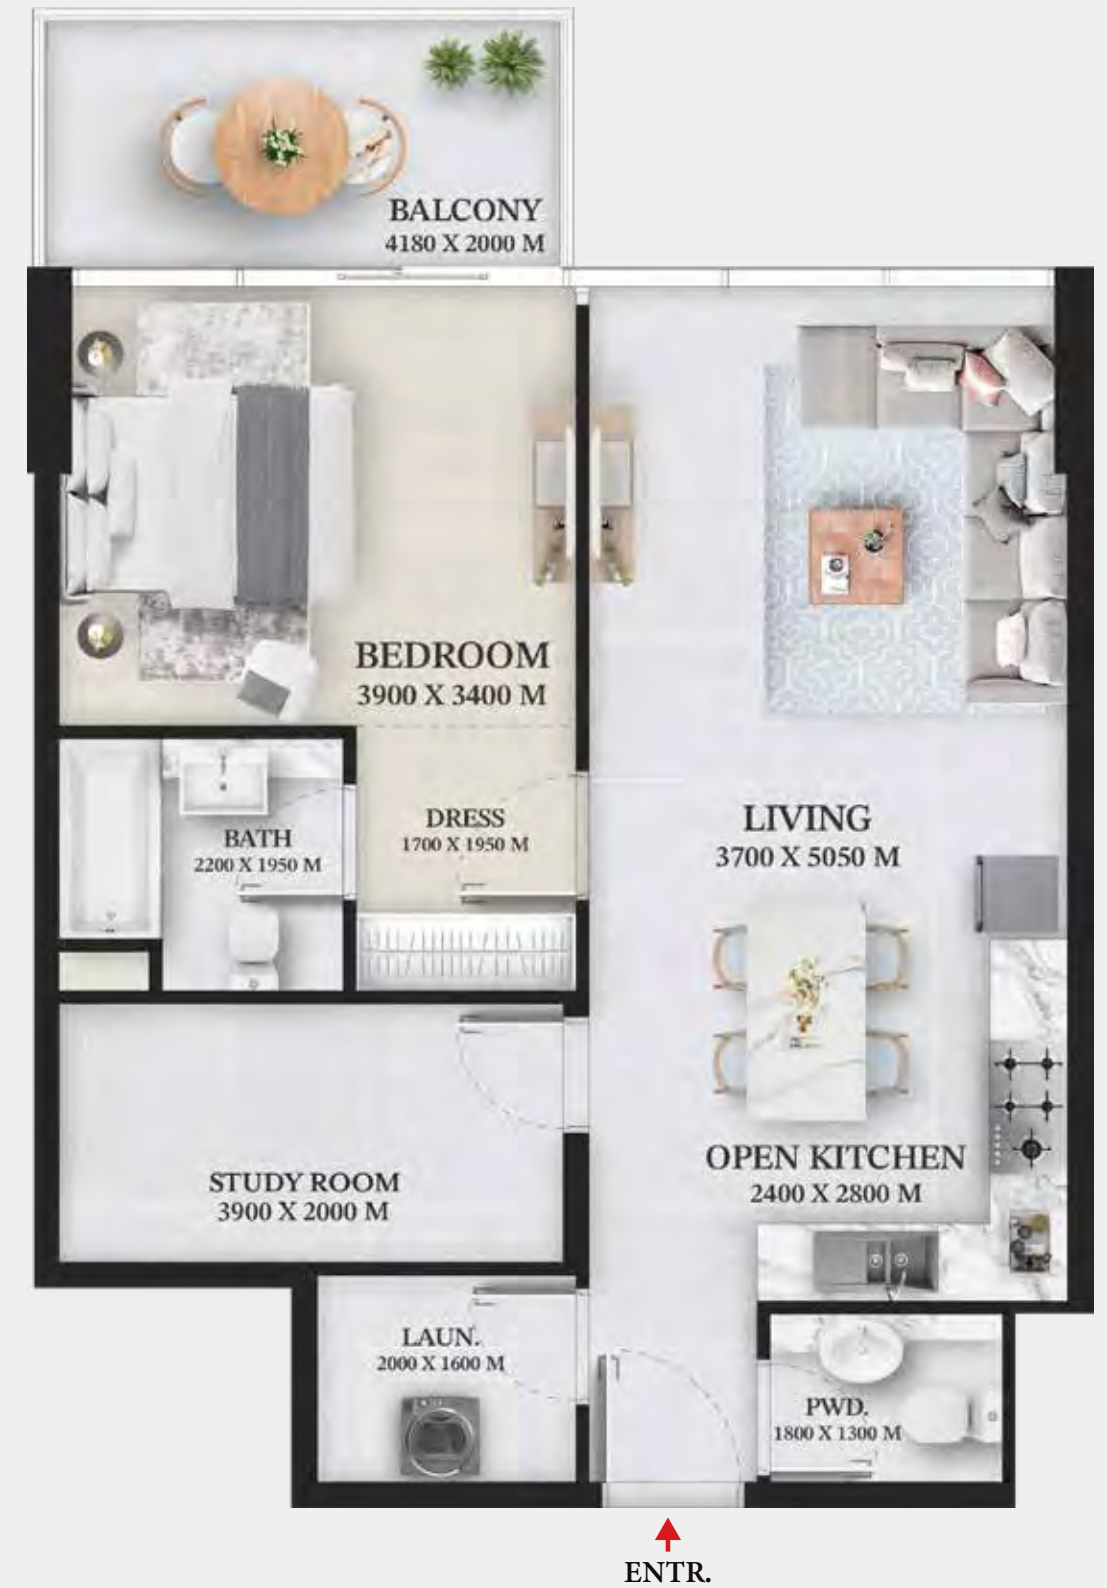 BALCONY
4180 X 2000 M
BEDROOM
3900 X 3400 M
BATH
2200 X 1950 M
DRESS
1700 X 1950 M
LIVING
3700 X 5050 M
OPEN KITCHEN
2400 X 2800 M
STUDY ROOM
3900 X 2000 M
LAUN.
2000 X 1600 M
PWD.
1800 X 1300 M
ENTR.